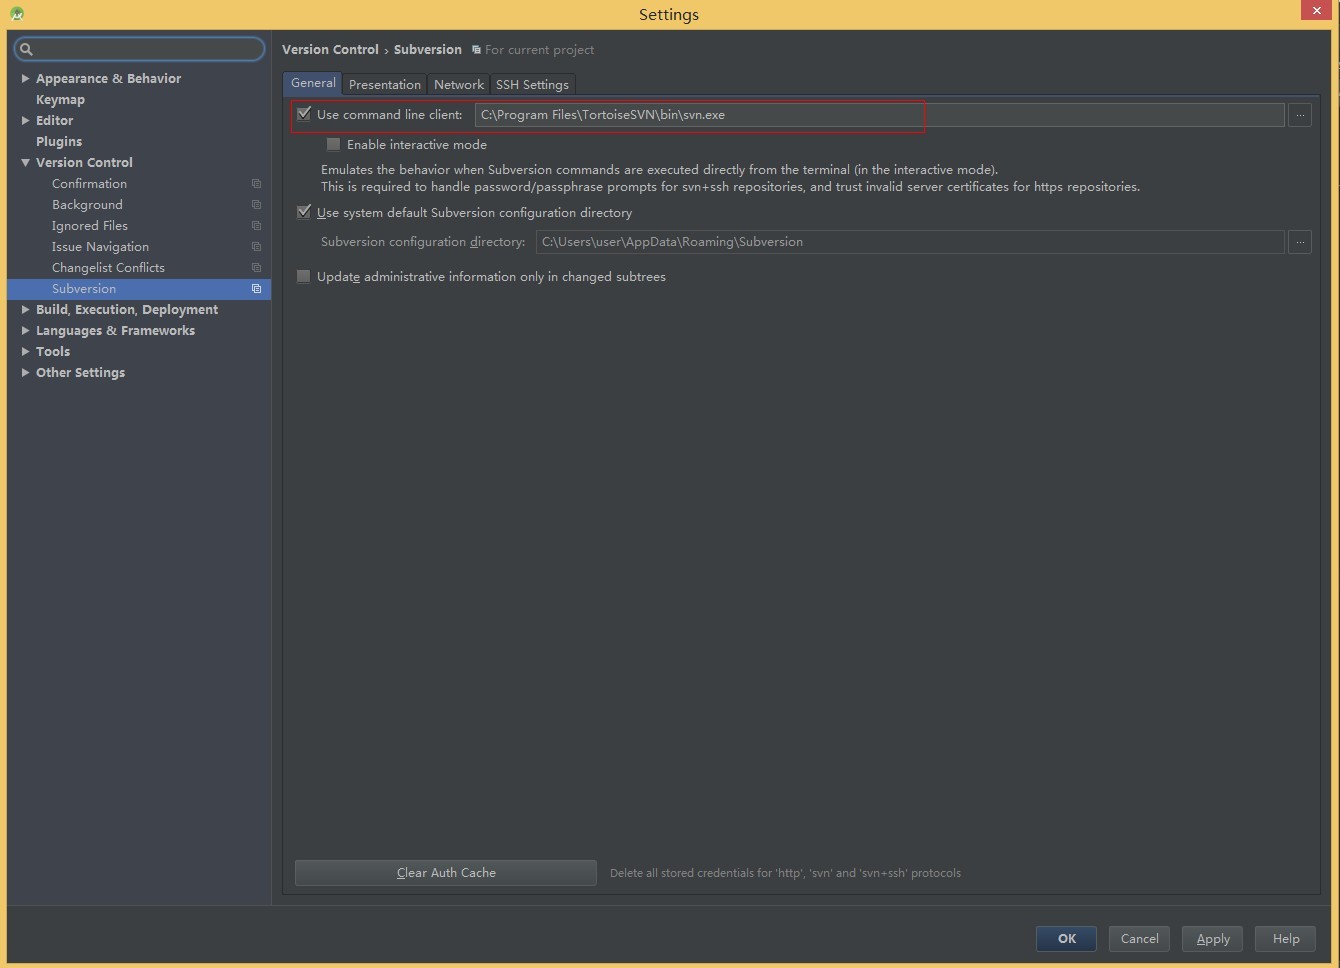 Settings
Version Control › Subversion For current project
Appearance & Behavior
Keymap
Editor
Plugins
Version Control
Confirmation
Background
Ignored Files
Issue Navigation
Changelist Conflicts
Subversion
Build, Execution, Deployment
Languages & Frameworks
Tools
Other Settings
General Presentation Network SSH Settings
Use command line client: C:\Program Files\TortoiseSVN\bin\svn.exe ...
Enable interactive mode
Emulates the behavior when Subversion commands are executed directly from the terminal (in the interactive mode).
This is required to handle password/passphrase prompts for svn+ssh repositories, and trust invalid server certificates for https repositories.
Use system default Subversion configuration directory
Subversion configuration directory: C:\Users\user\AppData\Roaming\Subversion ...
Update administrative information only in changed subtrees
Clear Auth Cache Delete all stored credentials for 'http', 'svn' and 'svn+ssh' protocols
OK Cancel Apply Help